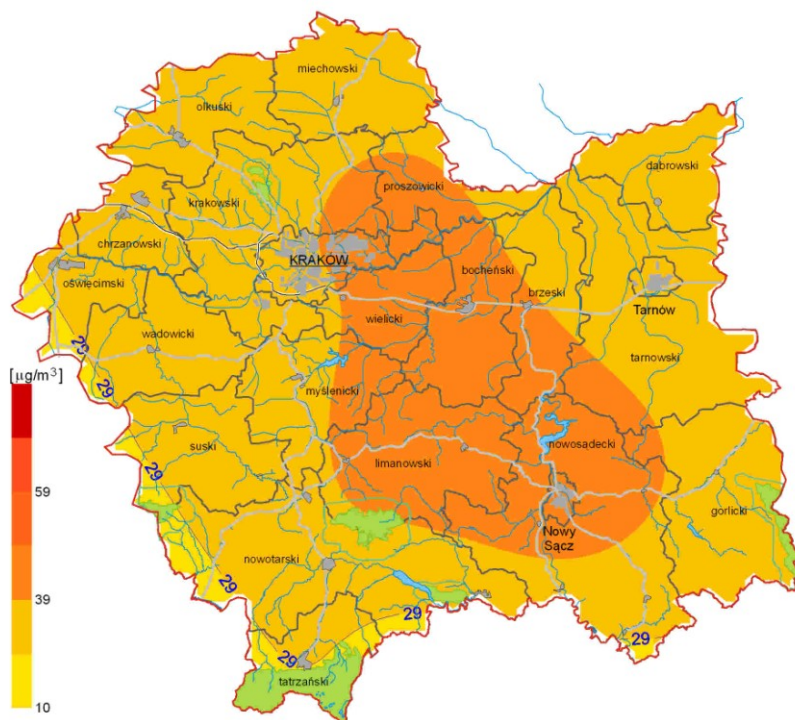 miechowski
olkuski
dąbrowski
proszowicki
krakowski
chrzanowski
KRAKÓW
bocheński
oświęcimski
brzeski
Tarnów
wielicki
wadowicki
29
tarnowski
[µg/m³]
29
myślenicki
suski
29
limanowski
nowosądecki
59
gorlicki
Nowy
Sącz
nowotarski
29
39
29
29
29
tatrzański
10